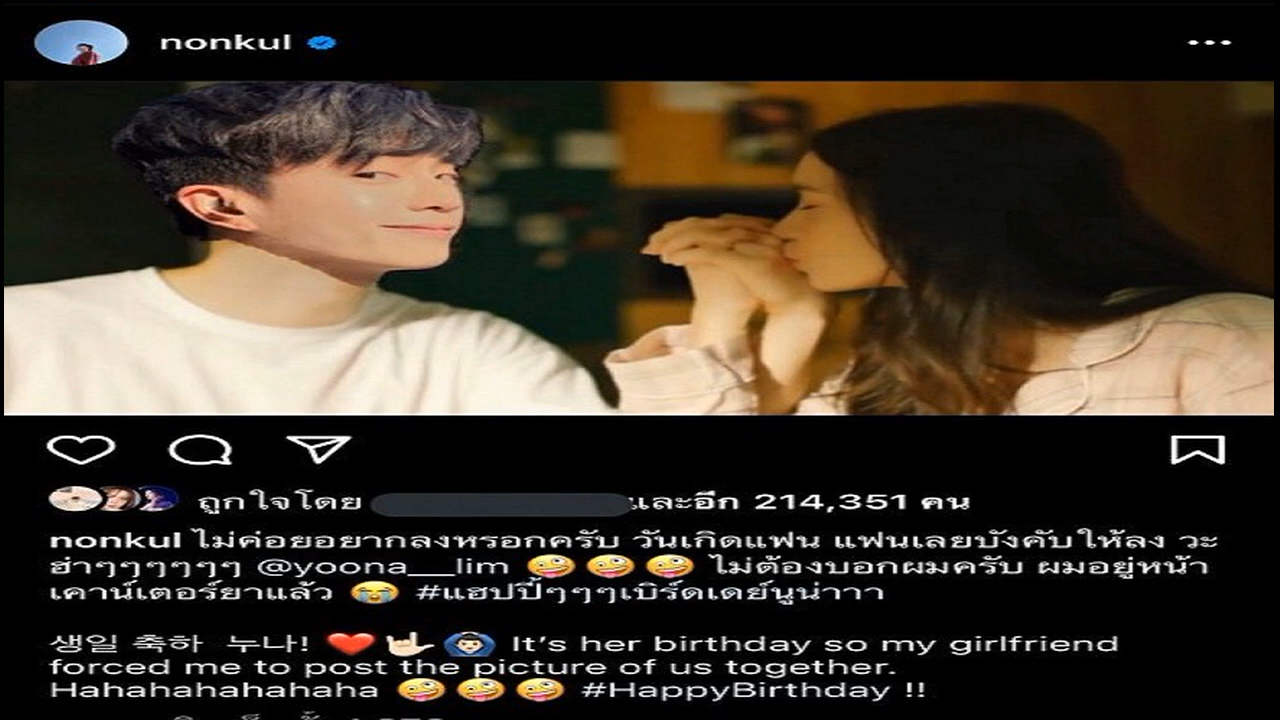 nonkul
ถูกใจโดย และอีก 214,351 คน
nonkul ไม่ค่อยอยากลงหรอกครับ วันเกิดแฟน แฟนเลยบังคับให้ลง วะ
ฮ่าๆๆๆๆๆๆ @yoona__lim 🤪🤪🤪 ไม่ต้องบอกผมครับ ผมอยู่หน้า
เคาน์เตอร์ยาแล้ว 😭 #แฮปปี้ๆๆๆเบิร์ดเดย์นูน่าาา
생일 축하 누나! ❤️🤟🏻🙆🏻‍♂️ It's her birthday so my girlfriend
forced me to post the picture of us together.
Hahahahahahaha 🤪🤪🤪 #HappyBirthday !!